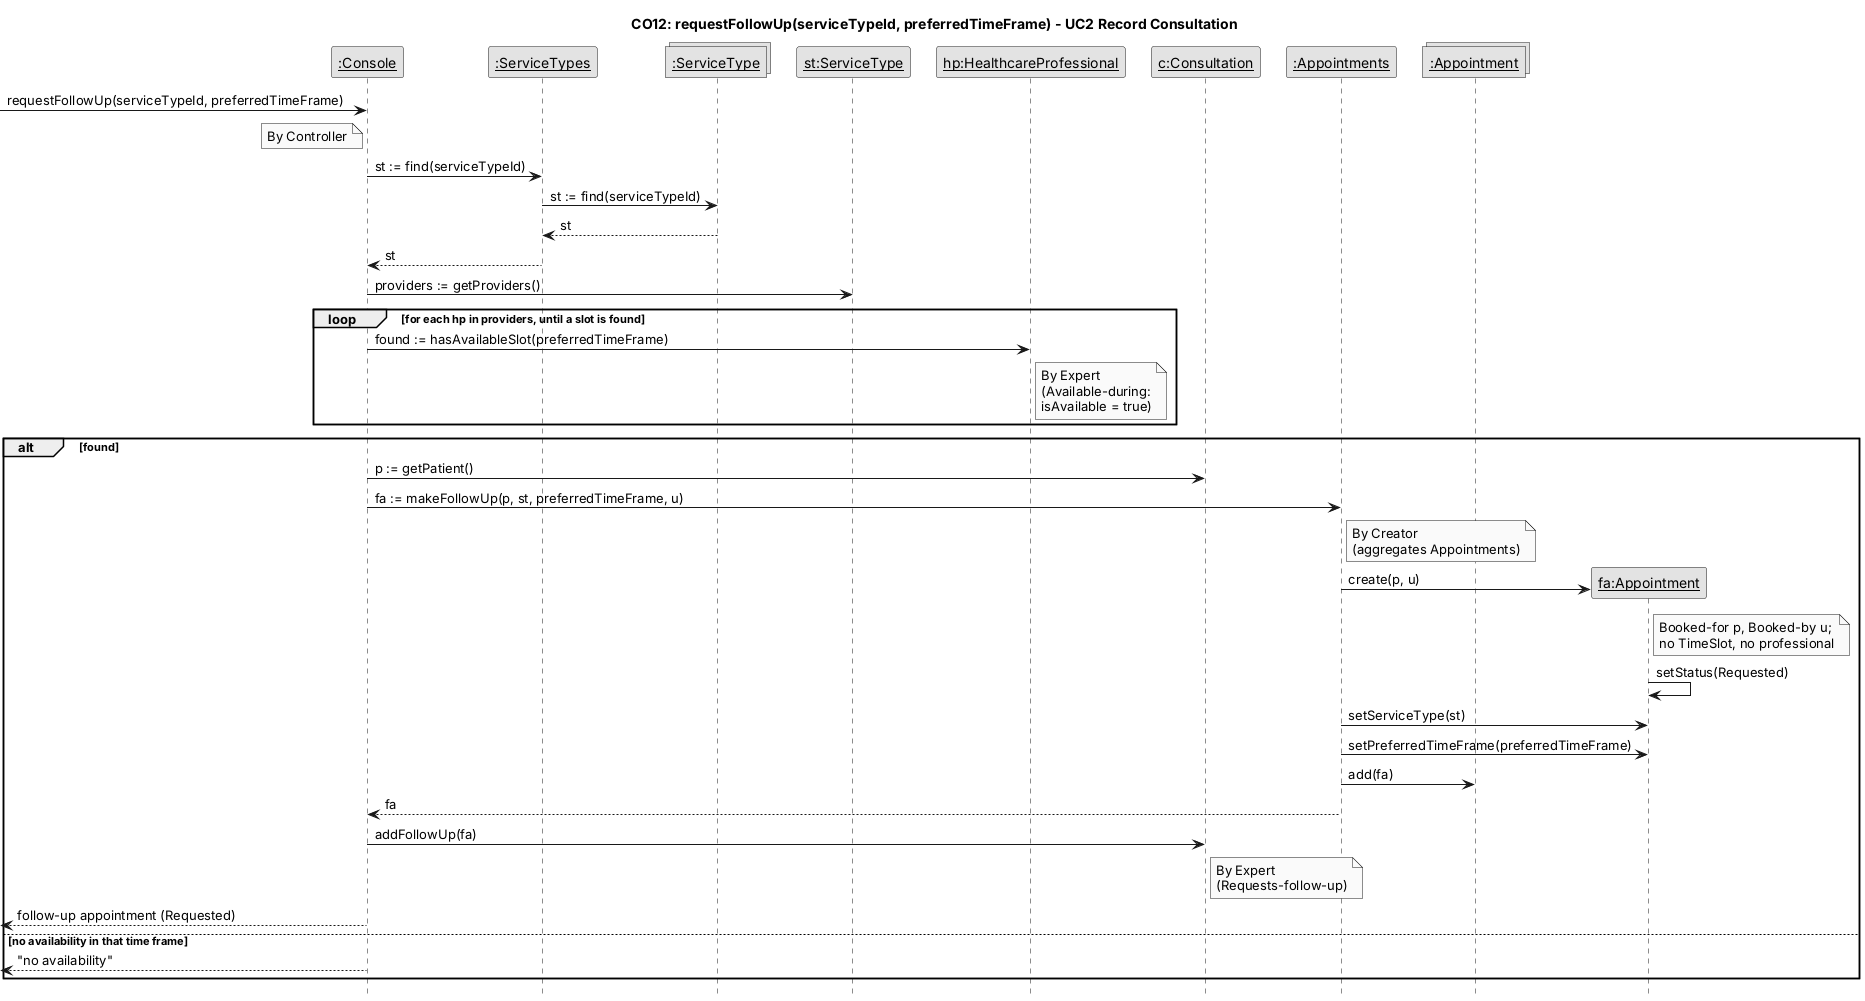 CO12: requestFollowUp(serviceTypeId, preferredTimeFrame) - UC2 Record Consultation
:Console
:ServiceTypes
:ServiceType
st:ServiceType
hp:HealthcareProfessional
c:Consultation
:Appointments
:Appointment
requestFollowUp(serviceTypeId, preferredTimeFrame)
By Controller
st := find(serviceTypeId)
st := find(serviceTypeId)
st
st
providers := getProviders()
loop
[for each hp in providers, until a slot is found]
found := hasAvailableSlot(preferredTimeFrame)
By Expert
(Available-during:
isAvailable = true)
alt
[found]
p := getPatient()
fa := makeFollowUp(p, st, preferredTimeFrame, u)
By Creator
(aggregates Appointments)
create(p, u)
fa:Appointment
Booked-for p, Booked-by u;
no TimeSlot, no professional
setStatus(Requested)
setServiceType(st)
setPreferredTimeFrame(preferredTimeFrame)
add(fa)
fa
addFollowUp(fa)
By Expert
(Requests-follow-up)
follow-up appointment (Requested)
[no availability in that time frame]
"no availability"